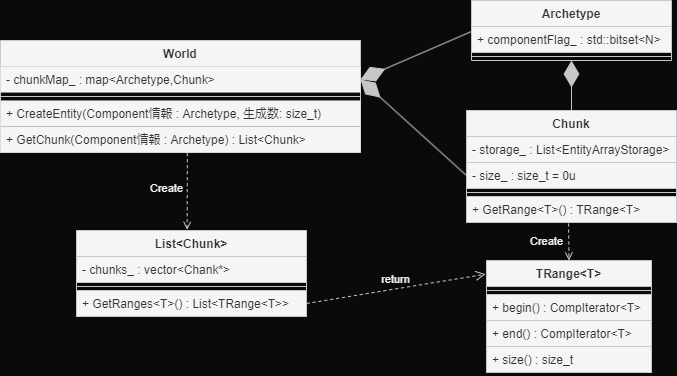 World
- chunkMap_ : map<Archetype,Chunk>
+ CreateEntity(Component情報 : Archetype, 生成数: size_t)
+ GetChunk(Component情報 : Archetype) : List<Chunk>
Archetype
+ componentFlag_ : std::bitset<N>
Chunk
- storage_ : List<EntityArrayStorage>
- size_ : size_t = 0u
+ GetRange<T>() : TRange<T>
Create
Create
List<Chunk>
- chunks_ : vector<Chank*>
+ GetRanges<T>() : List<TRange<T>>
return
TRange<T>
+ begin() : CompIterator<T>
+ end() : CompIterator<T>
+ size() : size_t